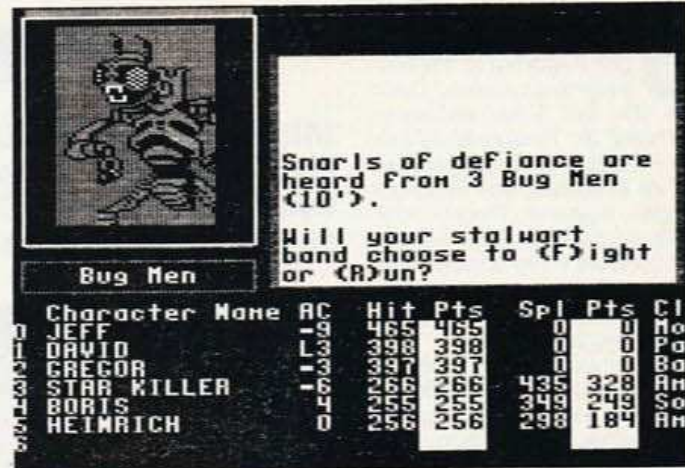 Snarls of defiance are
heard from 3 Bug Men
(10').
Will your stalwart
band choose to (F)ight
or (R)un?
Bug Men
Character Name AC Hit Pts Spl Pts Cl
0 JEFF -9 465 465 0 0 Mo
1 DAVID L3 398 398 0 0 Pa
2 GREGOR -3 397 397 0 0 Ba
3 STAR KILLER -6 266 266 435 328 Am
4 BORIS 4 255 255 349 249 So
5 HEINRICH 0 256 256 298 184 Am
6